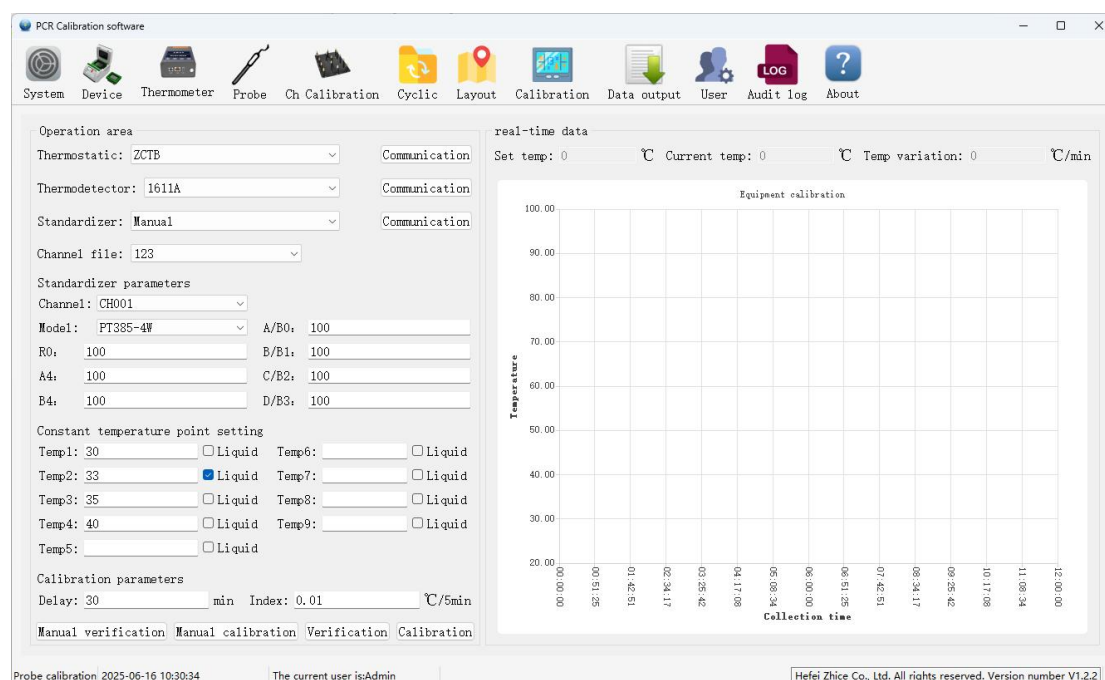 PCR Calibration software
System Device Thermometer Probe Ch Calibration Cyclic Layout Calibration Data output User LOG Audit log ? About
Operation area
Thermostatic: ZCTB Communication
Thermodetector: 1611A Communication
Standardizer: Manual Communication
Channel file: 123
Standardizer parameters
Channel: CH001
Model: PT385-4W A/B0: 100
R0: 100 B/B1: 100
A4: 100 C/B2: 100
B4: 100 D/B3: 100
Constant temperature point setting
Temp1: 30 Liquid Temp6: Liquid
Temp2: 33 Liquid Temp7: Liquid
Temp3: 35 Liquid Temp8: Liquid
Temp4: 40 Liquid Temp9: Liquid
Temp5: Liquid
Calibration parameters
Delay: 30 min Index: 0.01 ℃/5min
Manual verification Manual calibration Verification Calibration
real-time data
Set temp: 0 ℃ Current temp: 0 ℃ Temp variation: 0 ℃/min
Equipment calibration
100.00
90.00
80.00
70.00
60.00
50.00
40.00
30.00
20.00
Temperature
00:00:00 00:51:25 01:42:51 02:34:17 03:25:42 04:17:08 05:08:34 06:00:00 06:51:25 07:42:51 08:34:17 09:25:42 10:17:08 11:08:34 12:00:00
Collection time
Probe calibration 2025-06-16 10:30:34 The current user is:Admin Hefei Zhice Co., Ltd. All rights reserved. Version number V1.2.2